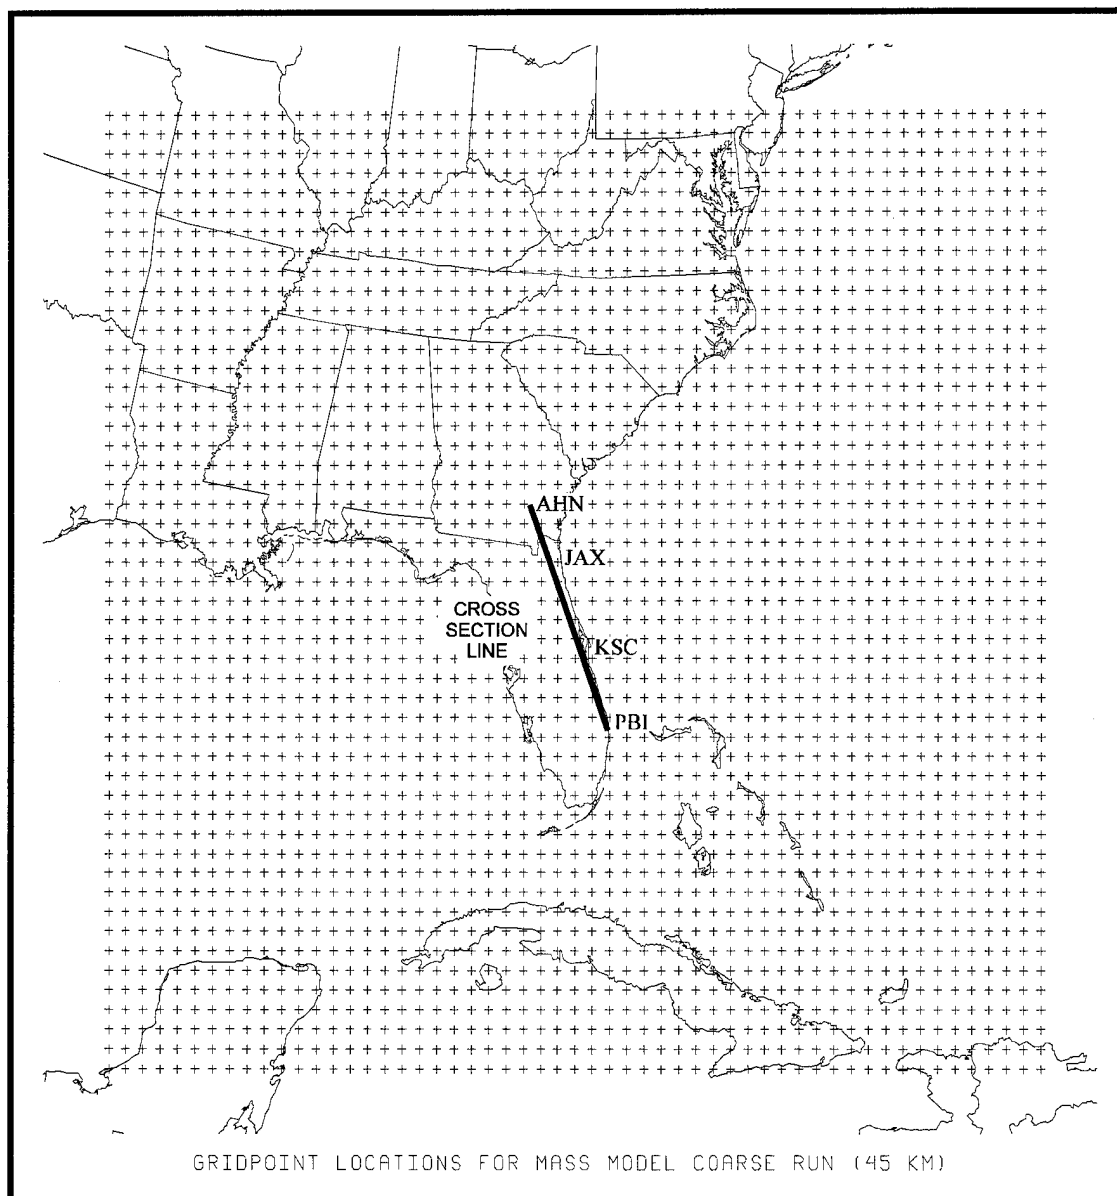 AHN
JAX
CROSS
SECTION
LINE
KSC
PBI
GRIDPOINT LOCATIONS FOR MASS MODEL COARSE RUN (45 KM)